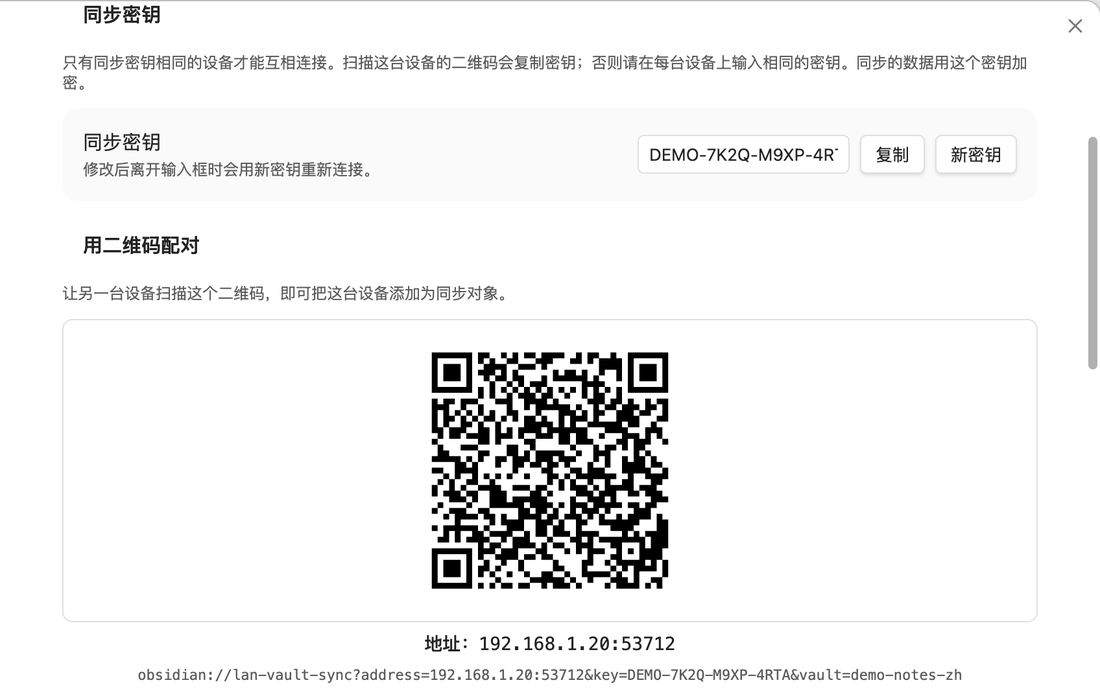 同步密钥
只有同步密钥相同的设备才能互相连接。扫描这台设备的二维码会复制密钥；否则请在每台设备上输入相同的密钥。同步的数据用这个密钥加
密。
同步密钥
修改后离开输入框时会用新密钥重新连接。
DEMO-7K2Q-M9XP-4R
复制
新密钥
用二维码配对
让另一台设备扫描这个二维码，即可把这台设备添加为同步对象。
地址：192.168.1.20:53712
obsidian://lan-vault-sync?address=192.168.1.20:53712&key=DEMO-7K2Q-M9XP-4RTA&vault=demo-notes-zh